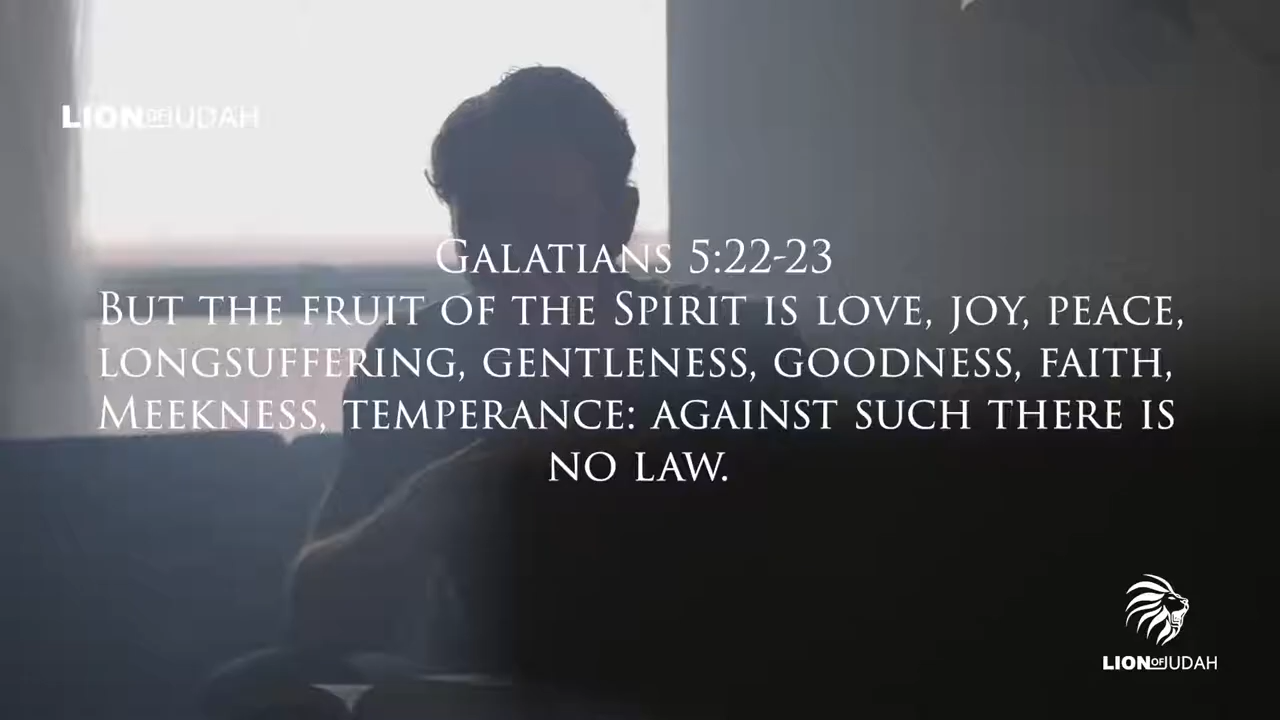 LION OF JUDAH
GALATIANS 5:22-23
BUT THE FRUIT OF THE SPIRIT IS LOVE, JOY, PEACE,
LONGSUFFERING, GENTLENESS, GOODNESS, FAITH,
MEEKNESS, TEMPERANCE: AGAINST SUCH THERE IS
NO LAW.
LION OF JUDAH